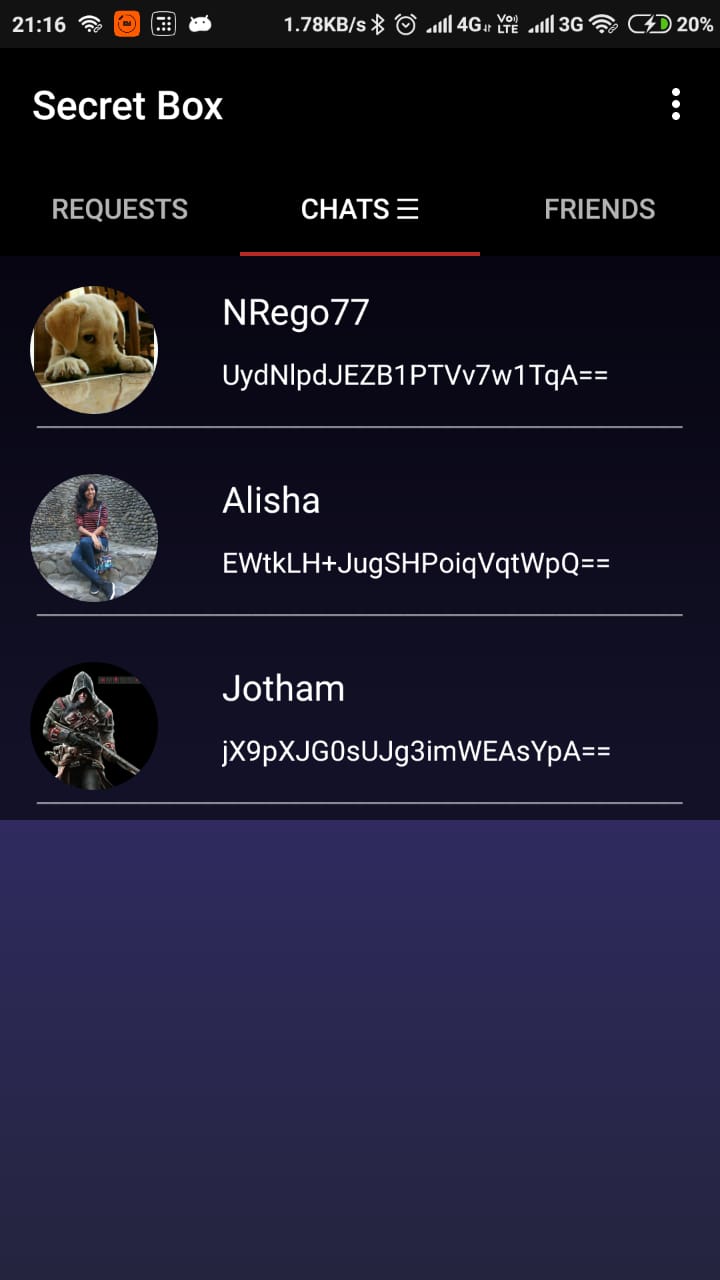 21:16 1.78KB/s 4G VoI LTE 3G 20%
Secret Box
REQUESTS CHATS ☰ FRIENDS
NRego77
UydNlpdJEZB1PTVv7w1TqA==
Alisha
EWtkLH+JugSHPoiqVqtWpQ==
Jotham
jX9pXJG0sUJg3imWEAsYpA==